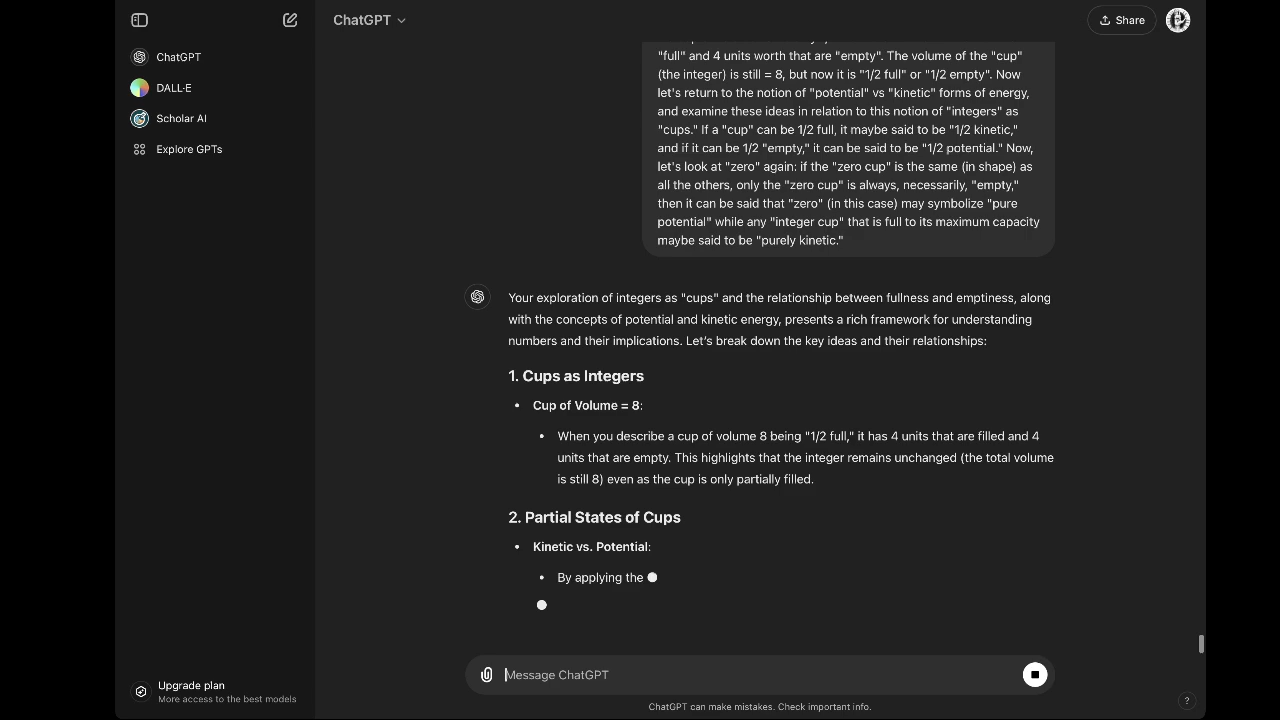 ChatGPT
Share
ChatGPT
DALL·E
Scholar AI
Explore GPTs
"full" and 4 units worth that are "empty". The volume of the "cup"
(the integer) is still = 8, but now it is "1/2 full" or "1/2 empty". Now
let's return to the notion of "potential" vs "kinetic" forms of energy,
and examine these ideas in relation to this notion of "integers" as
"cups." If a "cup" can be 1/2 full, it maybe said to be "1/2 kinetic,"
and if it can be 1/2 "empty," it can be said to be "1/2 potential." Now,
let's look at "zero" again: if the "zero cup" is the same (in shape) as
all the others, only the "zero cup" is always, necessarily, "empty,"
then it can be said that "zero" (in this case) may symbolize "pure
potential" while any "integer cup" that is full to its maximum capacity
maybe said to be "purely kinetic."
Your exploration of integers as "cups" and the relationship between fullness and emptiness, along
with the concepts of potential and kinetic energy, presents a rich framework for understanding
numbers and their implications. Let's break down the key ideas and their relationships:
1. Cups as Integers
• Cup of Volume = 8:
• When you describe a cup of volume 8 being "1/2 full," it has 4 units that are filled and 4
units that are empty. This highlights that the integer remains unchanged (the total volume
is still 8) even as the cup is only partially filled.
2. Partial States of Cups
• Kinetic vs. Potential:
• By applying the
Message ChatGPT
Upgrade plan
More access to the best models
ChatGPT can make mistakes. Check important info.
?